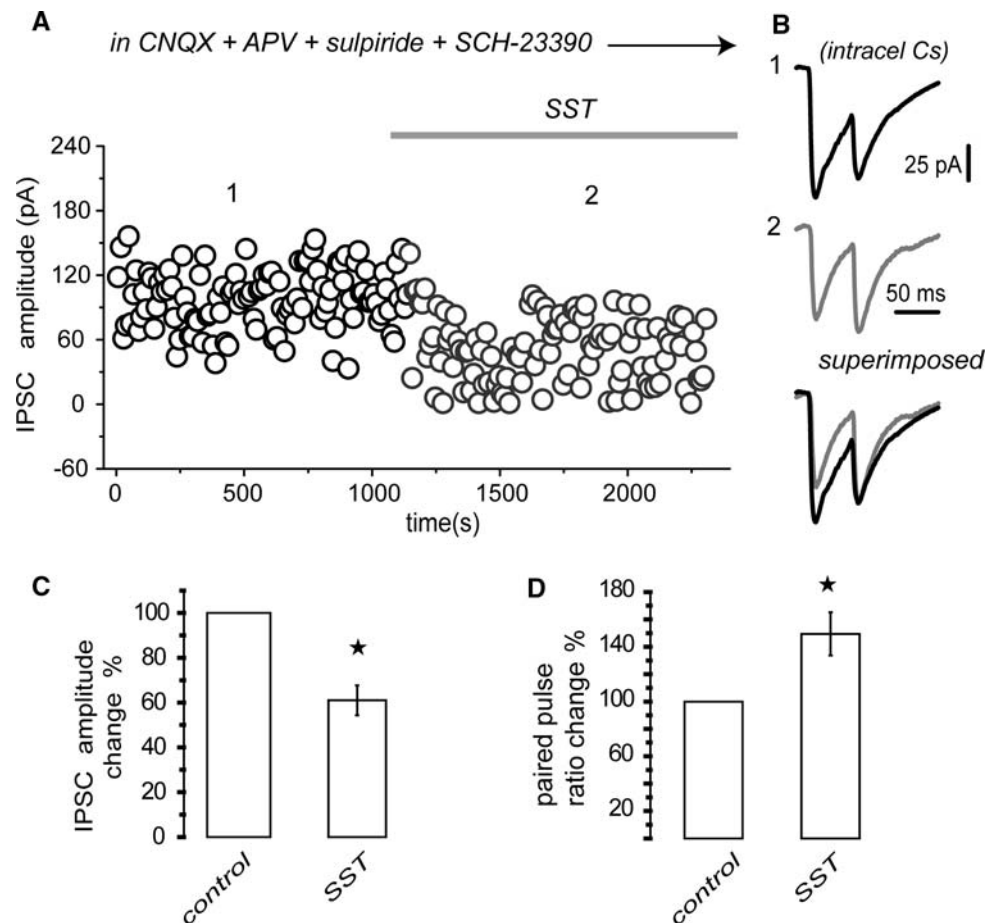 A
in CNQX + APV + sulpiride + SCH-23390
SST
240
180
120
60
0
-60
IPSC amplitude (pA)
1
2
0
500
1000
1500
2000
time(s)
B
1
(intracel Cs)
25 pA
2
50 ms
superimposed
C
100
80
60
40
20
0
IPSC amplitude
change %
★
control
SST
D
180
140
100
60
20
paired pulse
ratio change %
★
control
SST